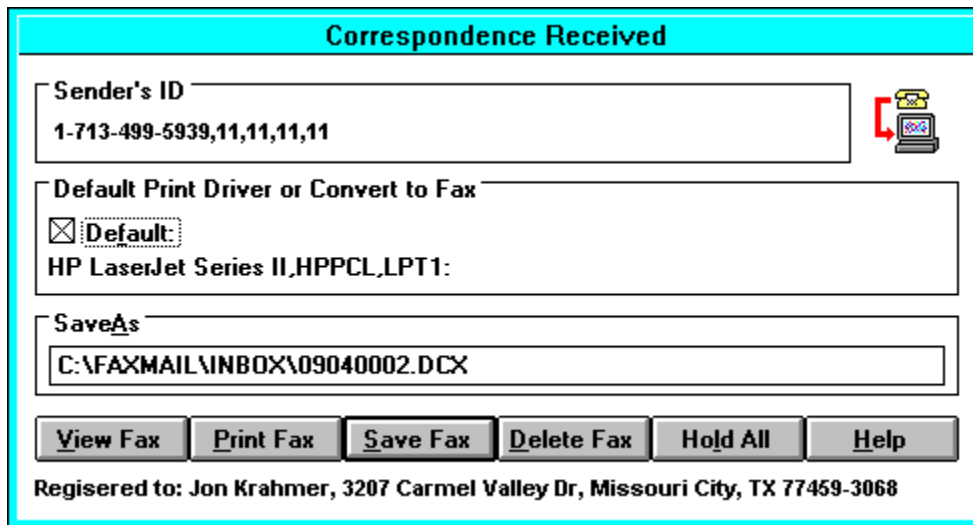 Correspondence Received
Sender's ID
1-713-499-5939,11,11,11,11
Default Print Driver or Convert to Fax
Default:
HP LaserJet Series II,HPPCL,LPT1:
SaveAs
C:\FAXMAIL\INBOX\09040002.DCX
View Fax Print Fax Save Fax Delete Fax Hold All Help
Regisered to: Jon Krahmer, 3207 Carmel Valley Dr, Missouri City, TX 77459-3068